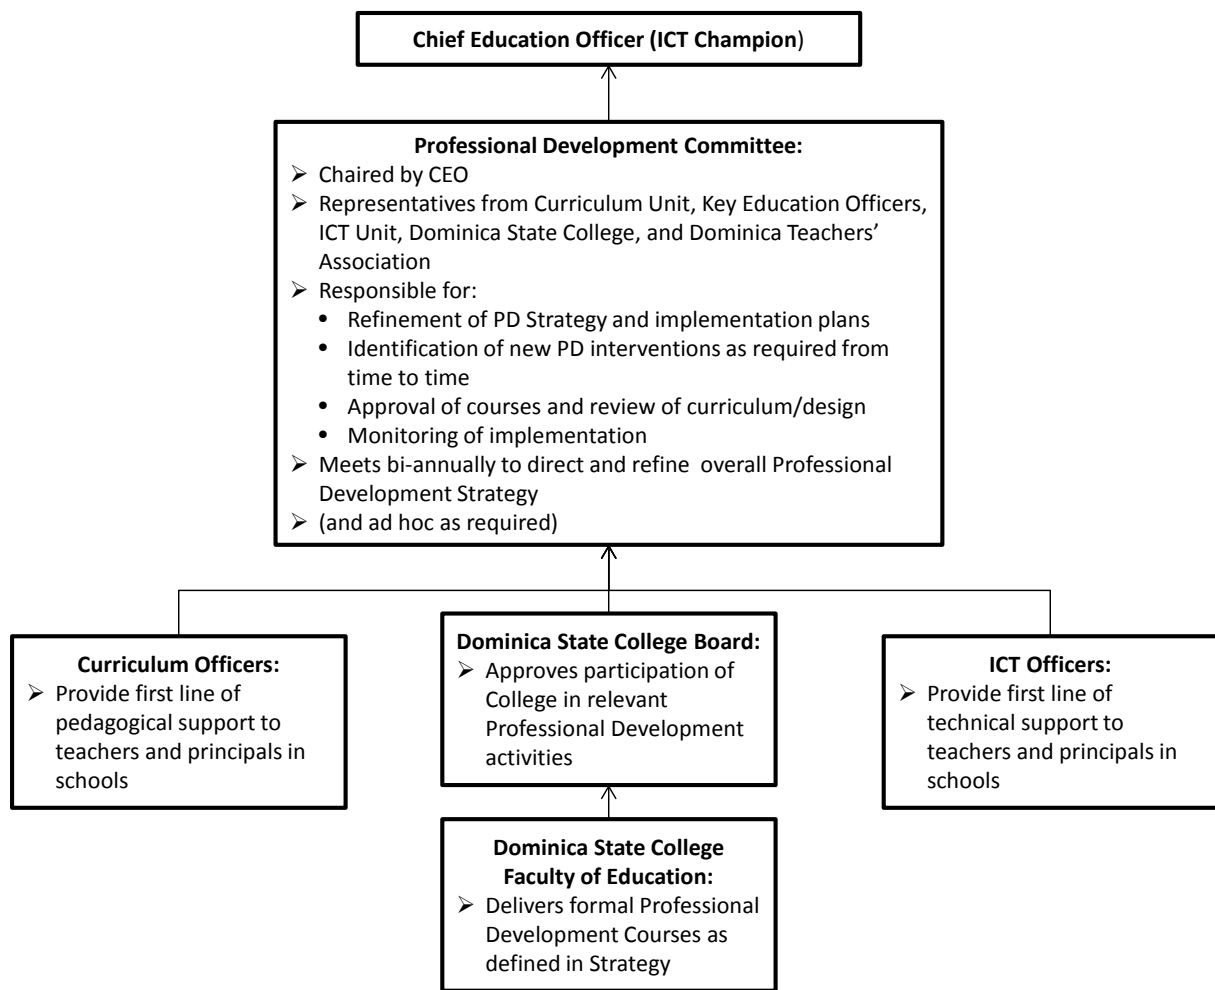 Chief Education Officer (ICT Champion)
Professional Development Committee:
➢ Chaired by CEO
➢ Representatives from Curriculum Unit, Key Education Officers,
ICT Unit, Dominica State College, and Dominica Teachers’
Association
➢ Responsible for:
• Refinement of PD Strategy and implementation plans
• Identification of new PD interventions as required from
time to time
• Approval of courses and review of curriculum/design
• Monitoring of implementation
➢ Meets bi-annually to direct and refine overall Professional
Development Strategy
➢ (and ad hoc as required)
Curriculum Officers:
➢ Provide first line of
pedagogical support to
teachers and principals in
schools
Dominica State College Board:
➢ Approves participation of
College in relevant
Professional Development
activities
ICT Officers:
➢ Provide first line of
technical support to
teachers and principals in
schools
Dominica State College
Faculty of Education:
➢ Delivers formal Professional
Development Courses as
defined in Strategy